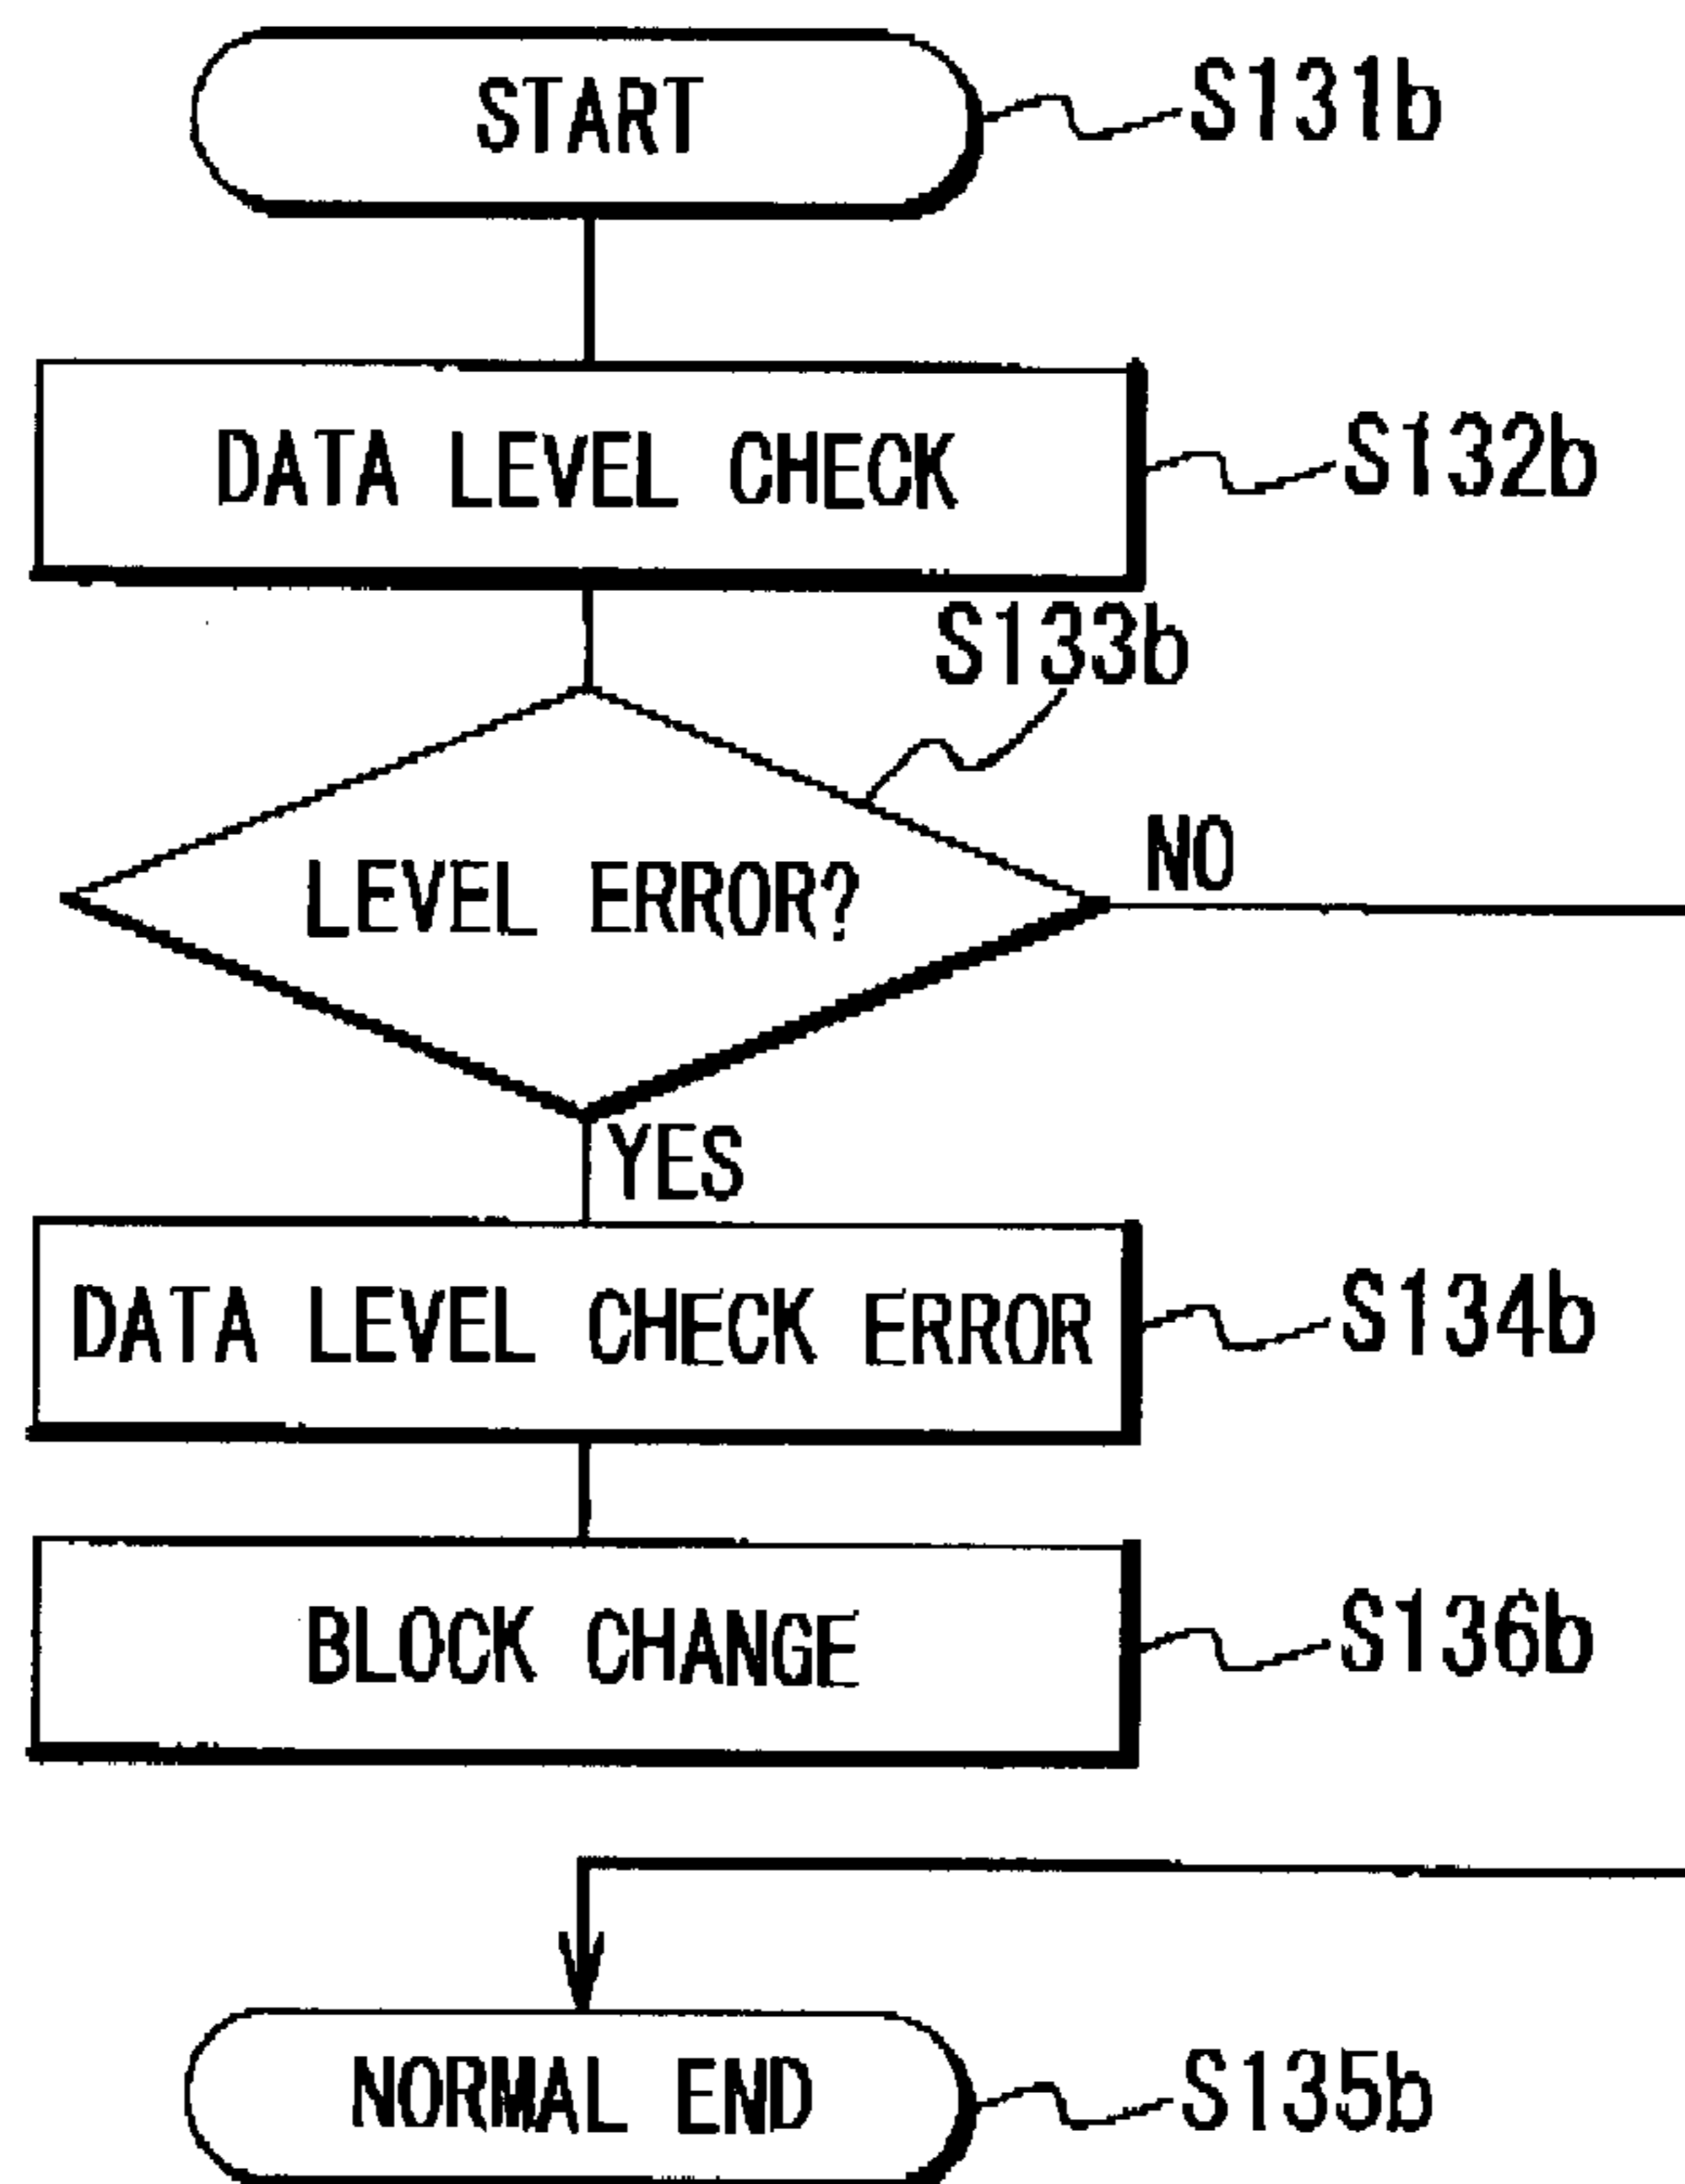 START S131b
DATA LEVEL CHECK S132b
S133b
LEVEL ERROR? NO
YES
DATA LEVEL CHECK ERROR S134b
BLOCK CHANGE S136b
NORMAL END S135b